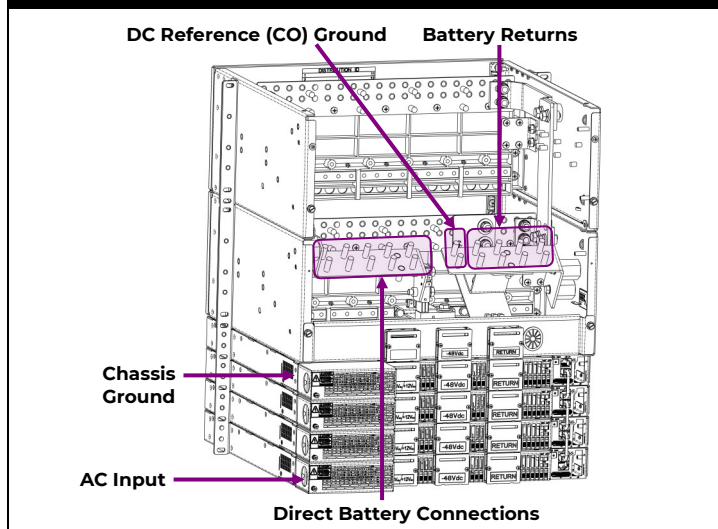 DC Reference (CO) Ground
Battery Returns
DISTRIBUTION ID
-48Vdc
RETURN
Chassis
Ground
-48Vdc
RETURN
-48Vdc
RETURN
-48Vdc
RETURN
AC Input
-48Vdc
RETURN
Direct Battery Connections